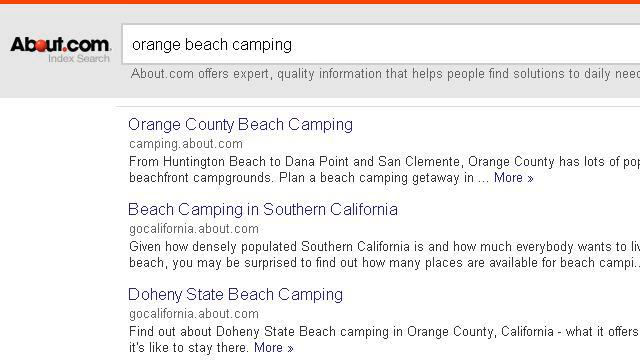 About.com.
Index Search
orange beach camping
About.com offers expert, quality information that helps people find solutions to daily
Orange County Beach Camping
camping.about.com
From Huntington Beach to Dana Point and San Clemente, Orange County has lots of
beachfront campgrounds. Plan a beach camping getaway in ... More »
Beach Camping in Southern California
gocalifornia.about.com
Given how densely populated Southern California is and how much everybody wants to
beach, you may be surprised to find out how many places are available for beach campi...
Doheny State Beach Camping
gocalifornia.about.com
Find out about Doheny State Beach camping in Orange County, California - what it offers
it's like to stay there. More »